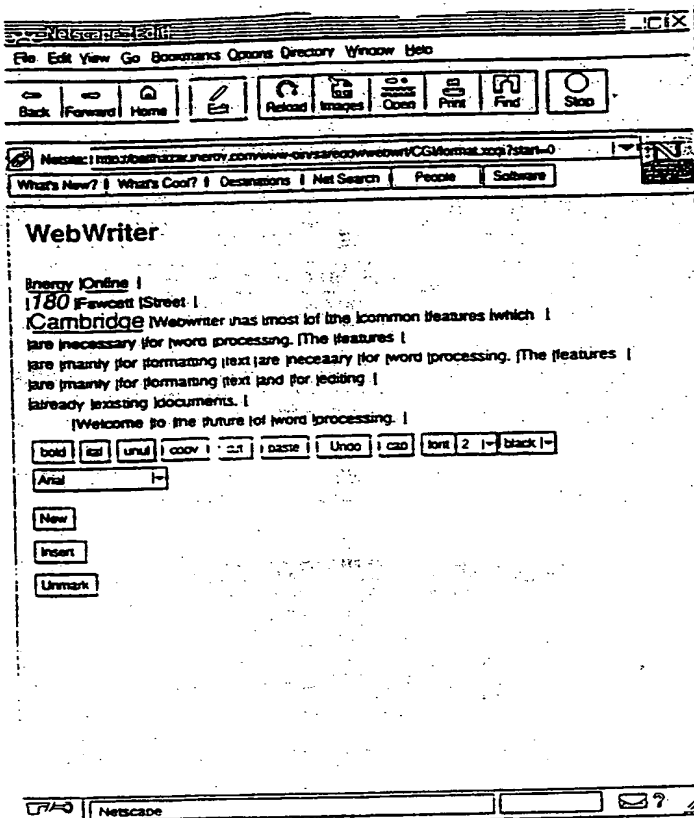 Netscape - [Edit]
File Edit View Go Bookmarks Options Directory Window Help
Back Forward Home Reload Images Open Print Find Stop
What's New? What's Cool? Destinations Net Search People Software
WebWriter
Energy |Online |
|180 |Fawcett |Street |
|Cambridge |Webwriter |has |most |of |the |common |features |which |
|are |necessary |for |word |processing. |The |features |
|are |mainly |for |formatting |text |are |necessary |for |word |processing. |The |features |
|are |mainly |for |formatting |text |and |for |editing |
|already |existing |documents. |
|Welcome |to |the |future |of |word |processing. |
bold ital unul copy cut paste Undo cap font 2 black
Arial
New
Insert
Unmark
Netscape